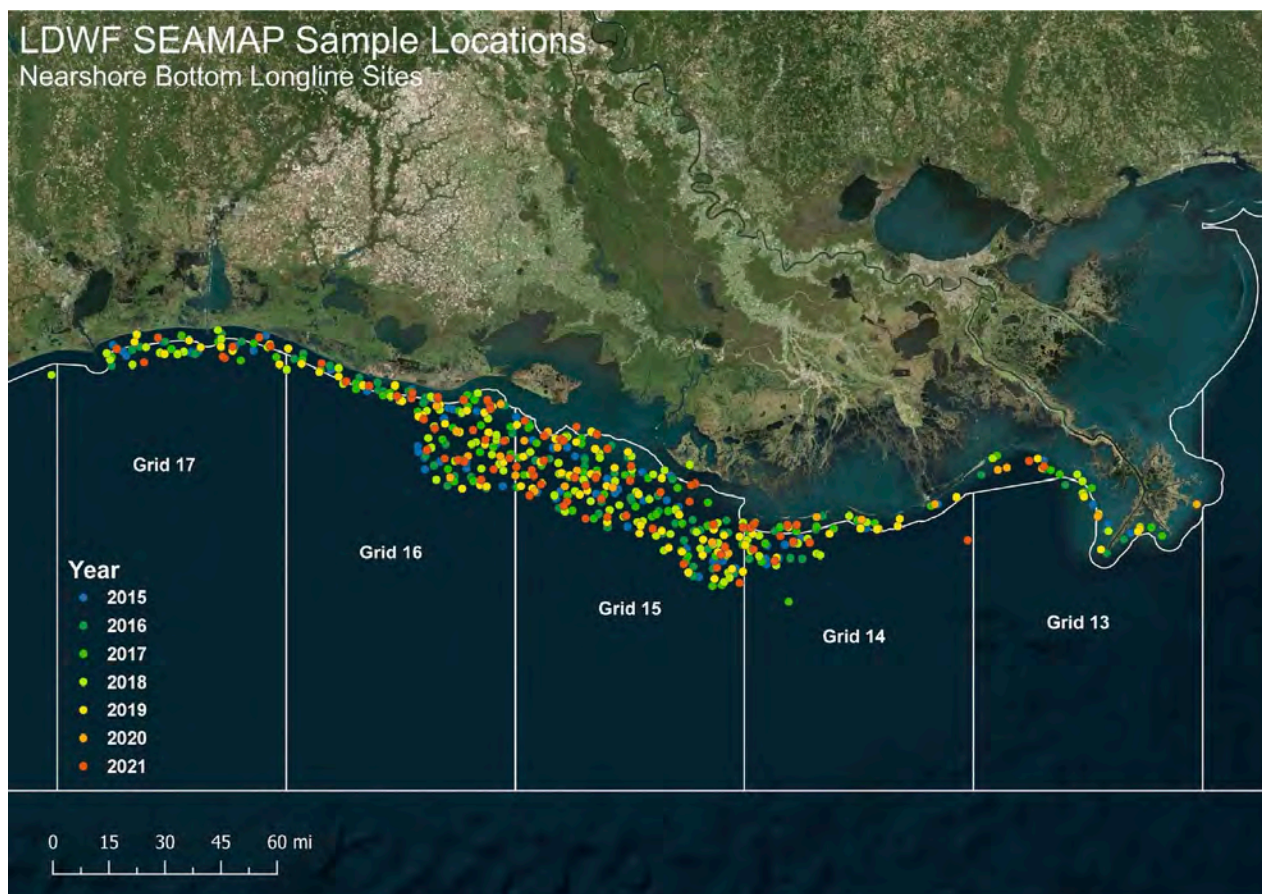 LDWF SEAMAP Sample Locations
Nearshore Bottom Longline Sites
Grid 17
Grid 16
Grid 15
Grid 14
Grid 13
Year
2015
2016
2017
2018
2019
2020
2021
0 15 30 45 60 mi